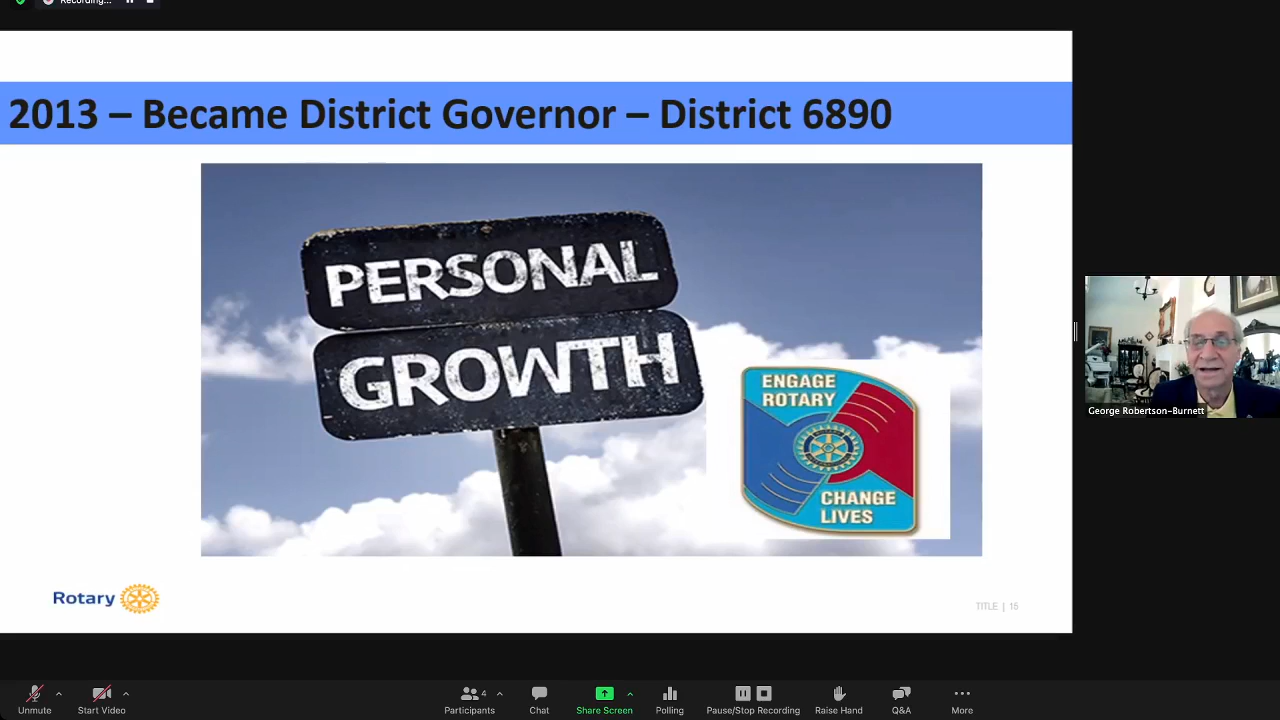 Recording...
2013 – Became District Governor – District 6890
PERSONAL
GROWTH
ENGAGE
ROTARY
CHANGE
LIVES
George Robertson-Burnett
Rotary
TITLE | 15
Unmute
Start Video
4
Participants
Chat
Share Screen
Polling
Pause/Stop Recording
Raise Hand
Q&A
More